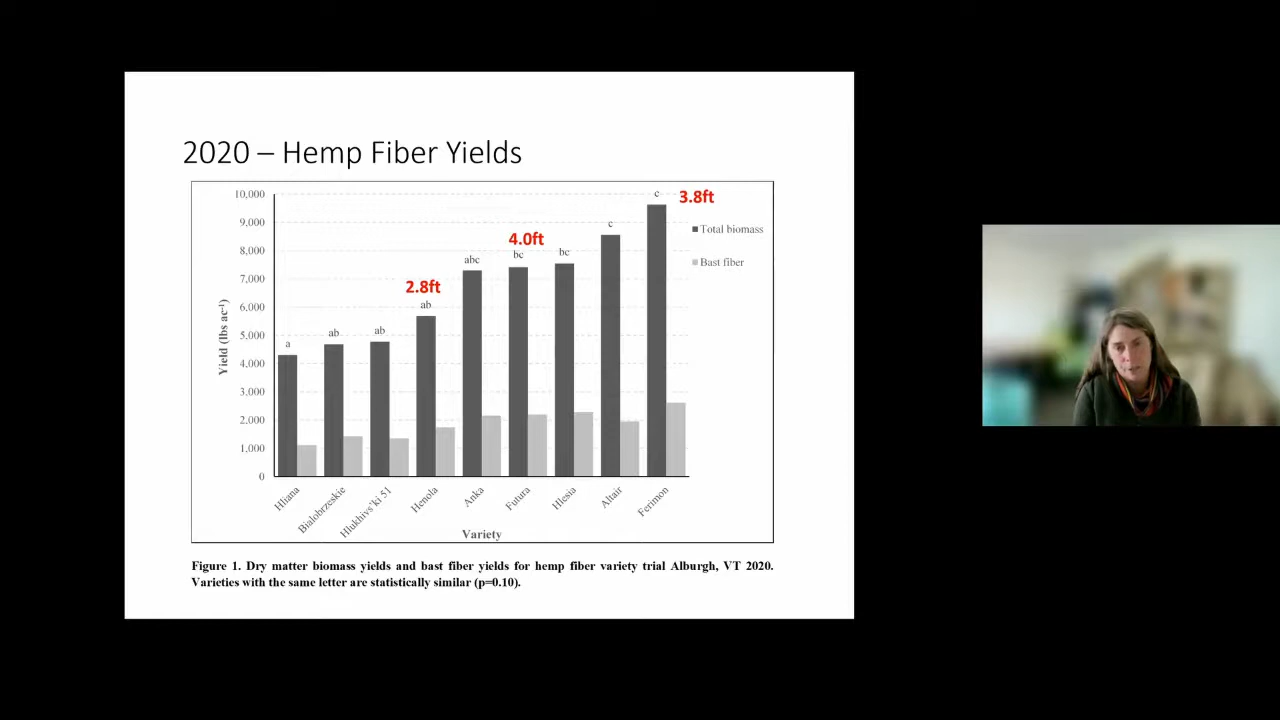 2020 – Hemp Fiber Yields
10,000
9,000
8,000
7,000
6,000
5,000
4,000
3,000
2,000
1,000
0
Yield (lbs ac⁻¹)
a
ab
ab
ab
abc
bc
bc
c
c
2.8ft
4.0ft
3.8ft
Total biomass
Bast fiber
Hliana
Bialobrzeskie
Hlukhivs'ki 51
Henola
Anka
Futura
Hlesia
Altair
Ferimon
Variety
Figure 1. Dry matter biomass yields and bast fiber yields for hemp fiber variety trial Alburgh, VT 2020.
Varieties with the same letter are statistically similar (p=0.10).